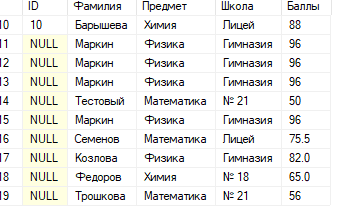 ID Фамилия Предмет Школа Баллы
10 10 Барышева Химия Лицей 88
11 NULL Маркин Физика Гимназия 96
12 NULL Маркин Физика Гимназия 96
13 NULL Маркин Физика Гимназия 96
14 NULL Тестовый Математика № 21 50
15 NULL Маркин Физика Гимназия 96
16 NULL Семенов Математика Лицей 75.5
17 NULL Козлова Физика Гимназия 82.0
18 NULL Федоров Химия № 18 65.0
19 NULL Трошкова Математика № 21 56